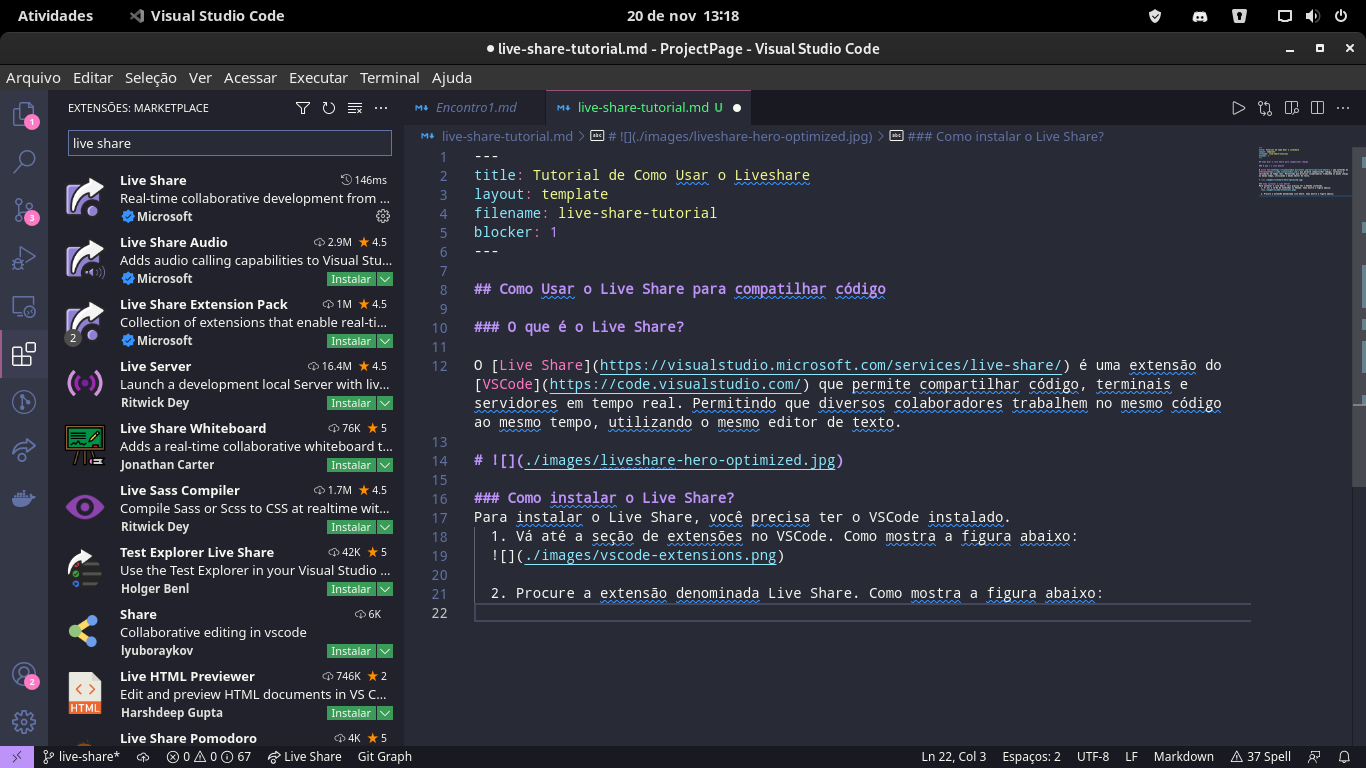 Atividades
Visual Studio Code
20 de nov 13:18
live-share-tutorial.md - ProjectPage - Visual Studio Code
Arquivo Editar Seleção Ver Acessar Executar Terminal Ajuda
1
3
2
EXTENSÕES: MARKETPLACE
live share
Live Share 146ms
Real-time collaborative development from ...
Microsoft
Live Share Audio 2.9M 4.5
Adds audio calling capabilities to Visual Stu...
Microsoft Instalar
Live Share Extension Pack 1M 4.5
Collection of extensions that enable real-ti...
2 Microsoft Instalar
Live Server 16.4M 4.5
Launch a development local Server with liv...
Ritwick Dey Instalar
Live Share Whiteboard 76K 5
Adds a real-time collaborative whiteboard t...
Jonathan Carter Instalar
Live Sass Compiler 1.7M 4.5
Compile Sass or Scss to CSS at realtime wit...
Ritwick Dey Instalar
Test Explorer Live Share 42K 5
Use the Test Explorer in your Visual Studio ...
Holger Benl Instalar
Share 6K
Collaborative editing in vscode
lyuboraykov Instalar
Live HTML Previewer 746K 2
Edit and preview HTML documents in VS C...
HTML Harshdeep Gupta Instalar
Live Share Pomodoro 4K 5
Encontro1.md live-share-tutorial.md U
live-share-tutorial.md > # ![](./images/liveshare-hero-optimized.jpg) > ### Como instalar o Live Share?
1 ---
2 title: Tutorial de Como Usar o Liveshare
3 layout: template
4 filename: live-share-tutorial
5 blocker: 1
6 ---
7
8 ## Como Usar o Live Share para compatilhar código
9
10 ### O que é o Live Share?
11
12 O [Live Share](https://visualstudio.microsoft.com/services/live-share/) é uma extensão do
[VSCode](https://code.visualstudio.com/) que permite compartilhar código, terminais e
servidores em tempo real. Permitindo que diversos colaboradores trabalhem no mesmo código
ao mesmo tempo, utilizando o mesmo editor de texto.
13
14 # ![](./images/liveshare-hero-optimized.jpg)
15
16 ### Como instalar o Live Share?
17 Para instalar o Live Share, você precisa ter o VSCode instalado.
18 1. Vá até a seção de extensões no VSCode. Como mostra a figura abaixo:
19 ![](./images/vscode-extensions.png)
20
21 2. Procure a extensão denominada Live Share. Como mostra a figura abaixo:
22
live-share* 0 0 67 Live Share Git Graph
Ln 22, Col 3 Espaços: 2 UTF-8 LF Markdown 37 Spell